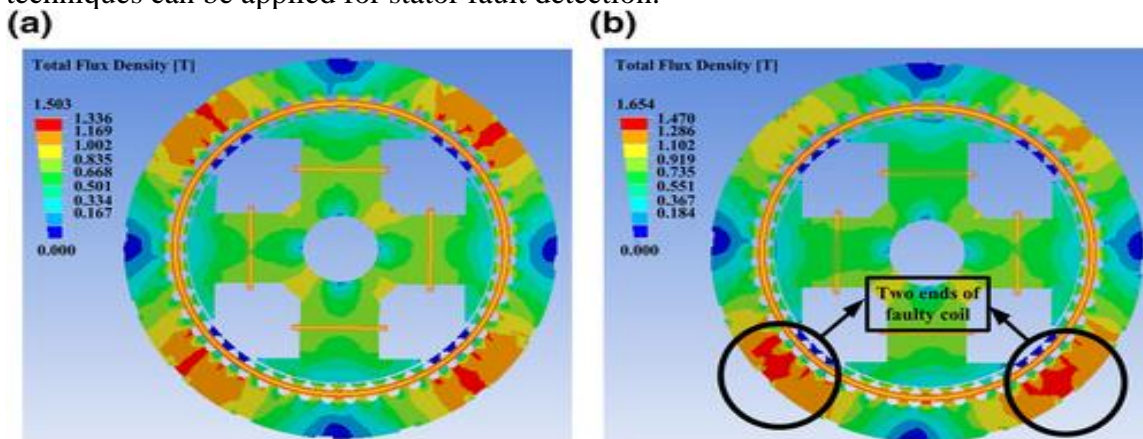 techniques can be applied for stator fault detection.
(a)
(b)
Total Flux Density [T]
1.503
1.336
1.169
1.002
0.835
0.668
0.501
0.334
0.167
0.000
Total Flux Density [T]
1.654
1.470
1.286
1.102
0.919
0.735
0.551
0.367
0.184
0.000
Two ends of
faulty coil